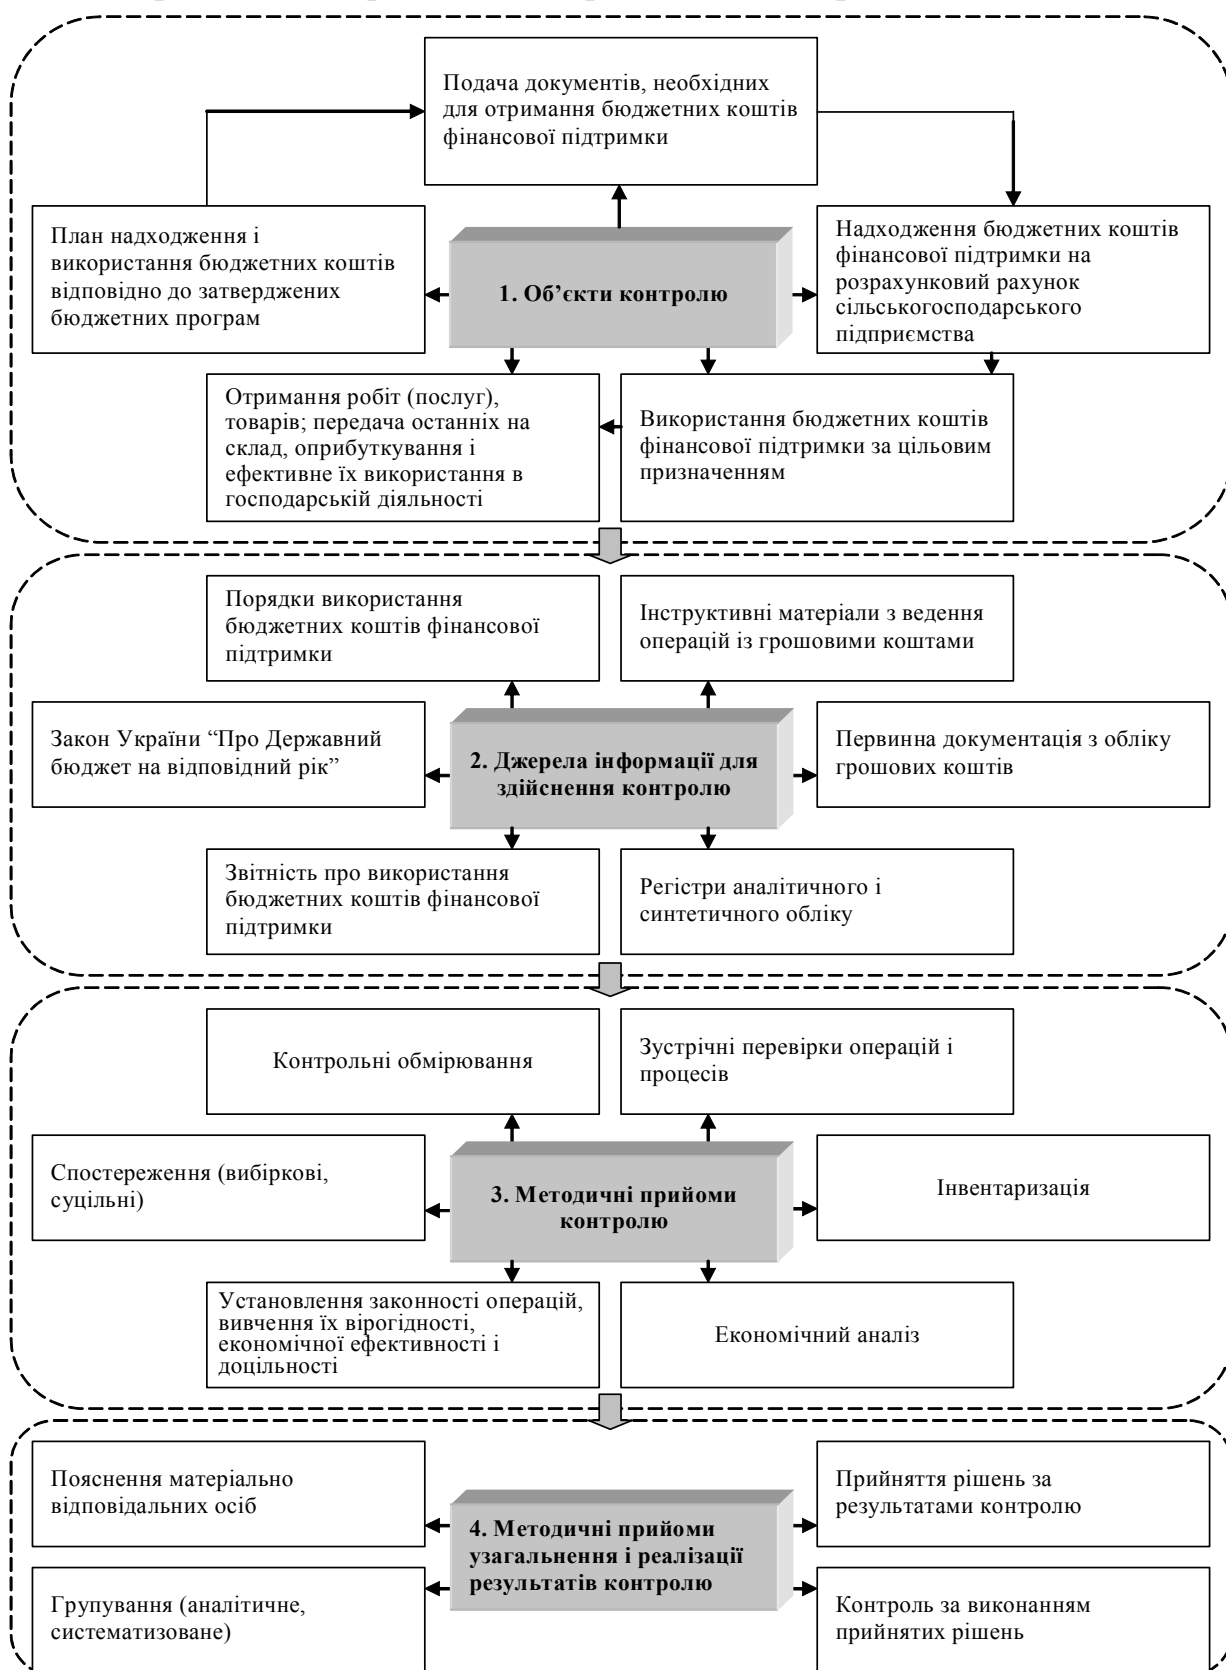 Подача документів, необхідних
для отримання бюджетних коштів
фінансової підтримки
План надходження і
використання бюджетних коштів
відповідно до затверджених
бюджетних програм
1. Об’єкти контролю
Надходження бюджетних коштів
фінансової підтримки на
розрахунковий рахунок
сільськогосподарського
підприємства
Отримання робіт (послуг),
товарів; передача останніх на
склад, оприбуткування і
ефективне їх використання в
господарській діяльності
Використання бюджетних коштів
фінансової підтримки за цільовим
призначенням
Порядки використання
бюджетних коштів фінансової
підтримки
Інструктивні матеріали з ведення
операцій із грошовими коштами
Закон України “Про Державний
бюджет на відповідний рік”
2. Джерела інформації для
здійснення контролю
Первинна документація з обліку
грошових коштів
Звітність про використання
бюджетних коштів фінансової
підтримки
Регістри аналітичного і
синтетичного обліку
Контрольні обмірювання
Зустрічні перевірки операцій і
процесів
Спостереження (вибіркові,
суцільні)
3. Методичні прийоми
контролю
Інвентаризація
Установлення законності операцій,
вивчення їх вірогідності,
економічної ефективності і
доцільності
Економічний аналіз
Пояснення матеріально
відповідальних осіб
Прийняття рішень за
результатами контролю
4. Методичні прийоми
узагальнення і реалізації
результатів контролю
Групування (аналітичне,
систематизоване)
Контроль за виконанням
прийнятих рішень